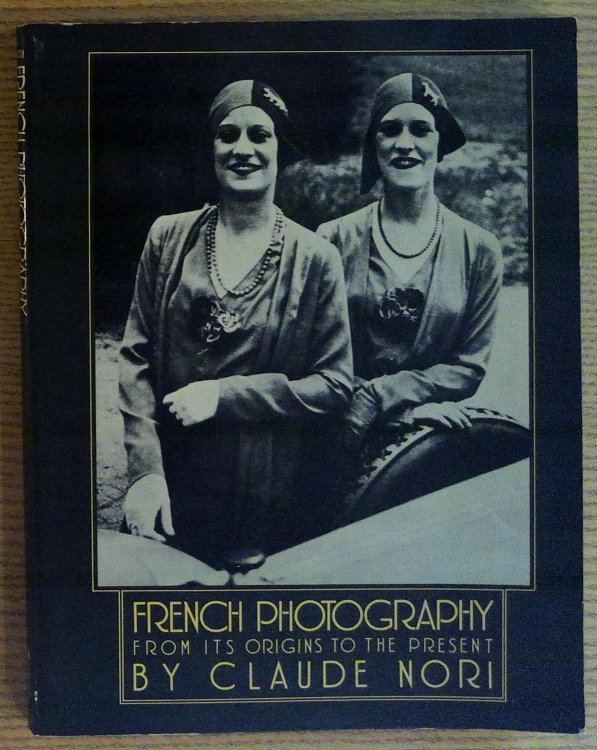 FRENCH PHOTOGRAPHY
FRENCH PHOTOGRAPHY
FROM ITS ORIGINS TO THE PRESENT
BY CLAUDE NORI